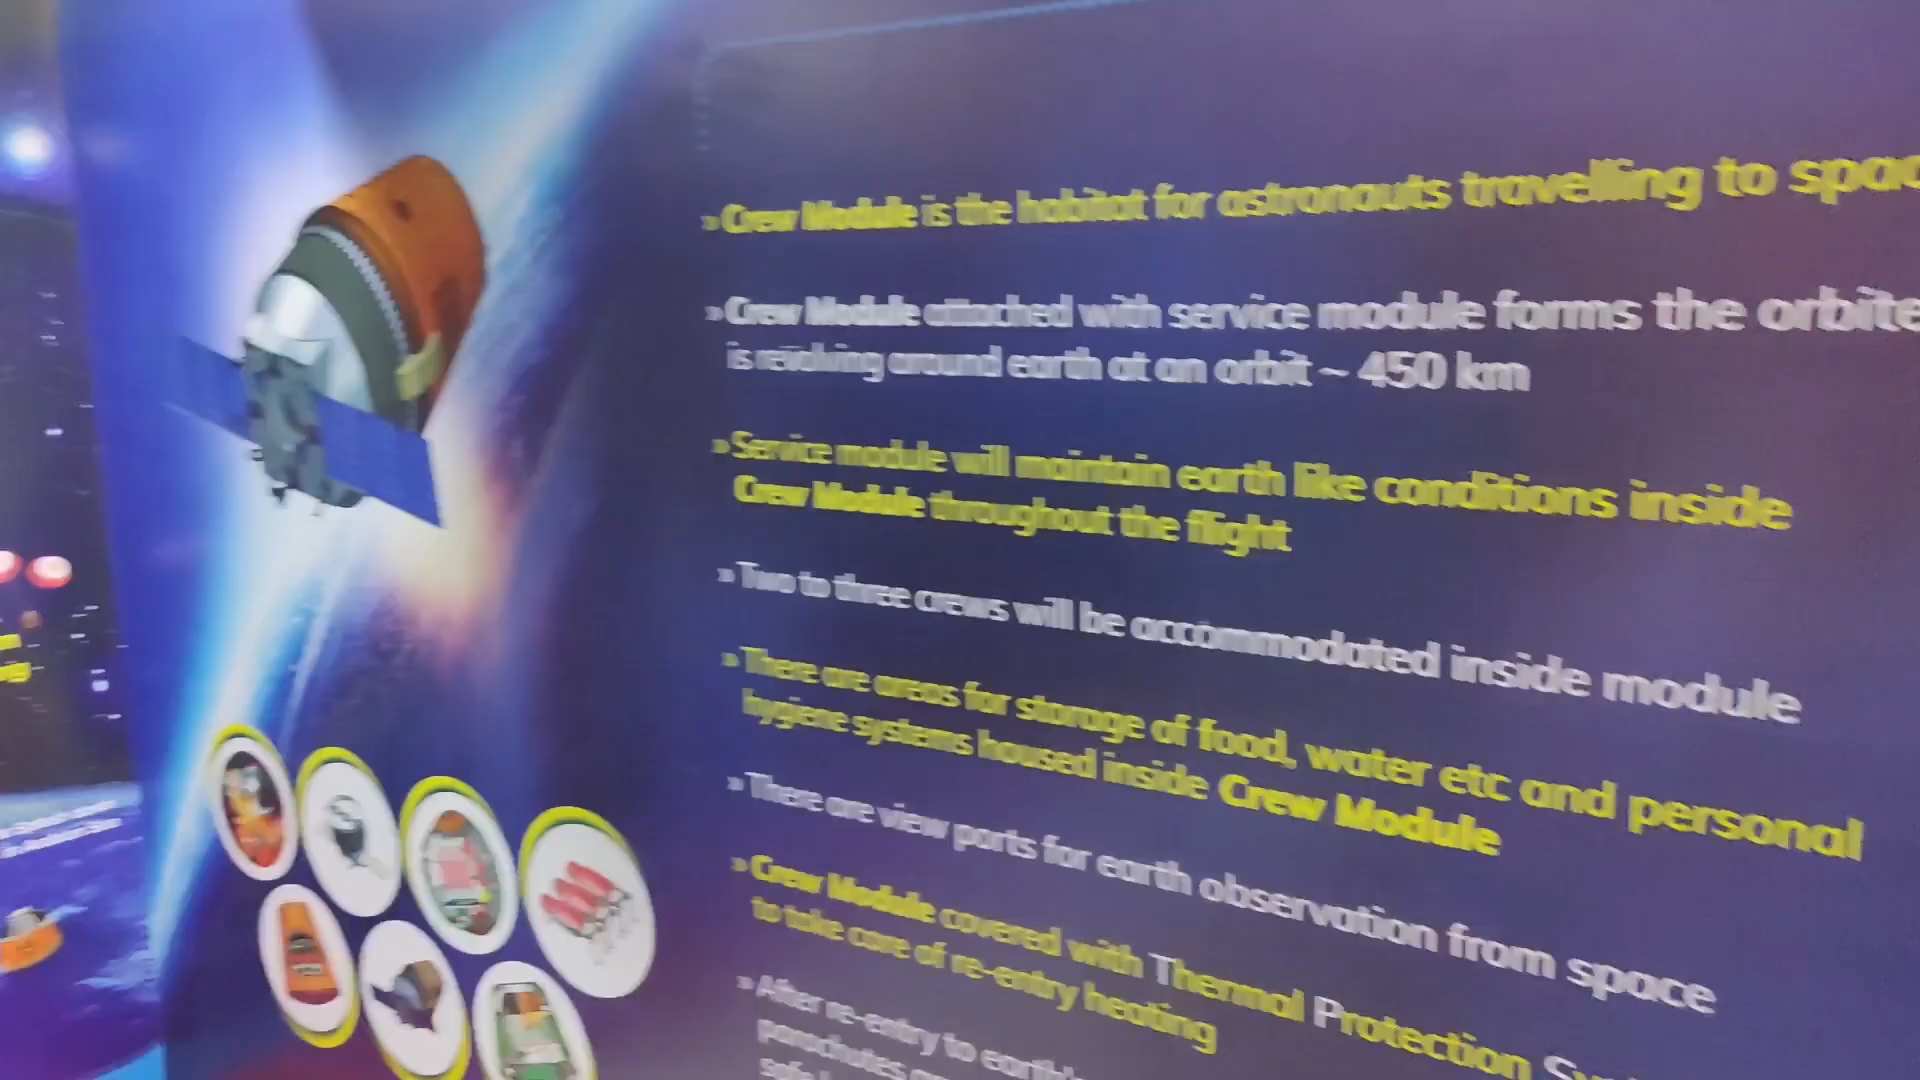 » Crew Module is the habitat for astronauts travelling to spac
» Crew Module attached with service module forms the orbite
is revolving around earth at an orbit ~ 450 km
» Service module will maintain earth like conditions inside
Crew Module throughout the flight
» Two to three crews will be accommodated inside module
» There are areas for storage of food, water etc and personal
hygiene systems housed inside Crew Module
» There are view ports for earth observation from space
» Crew Module covered with Thermal Protection
to take care of re-entry heating
» After re-entry to earth's
parachutes